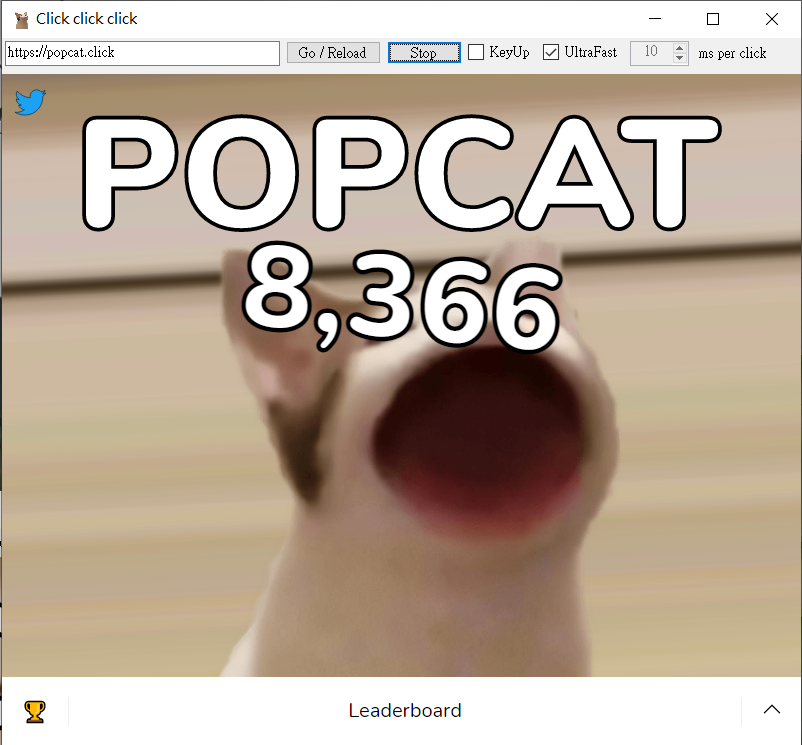 Click click click
https://popcat.click Go / Reload Stop KeyUp UltraFast 10 ms per click
POPCAT
8,366
Leaderboard